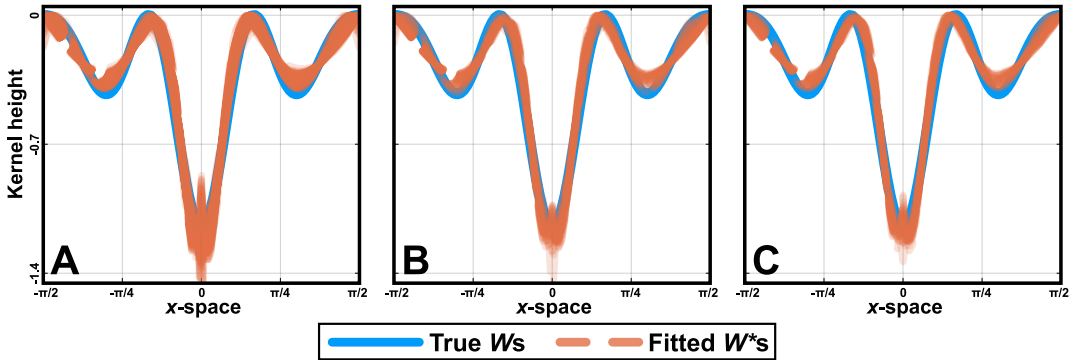 Kernel height
0
-0.7
-1.4
A
B
C
-π/2 -π/4 0 π/4 π/2
-π/2 -π/4 0 π/4 π/2
-π/2 -π/4 0 π/4 π/2
x-space
x-space
x-space
True Ws
Fitted W*s